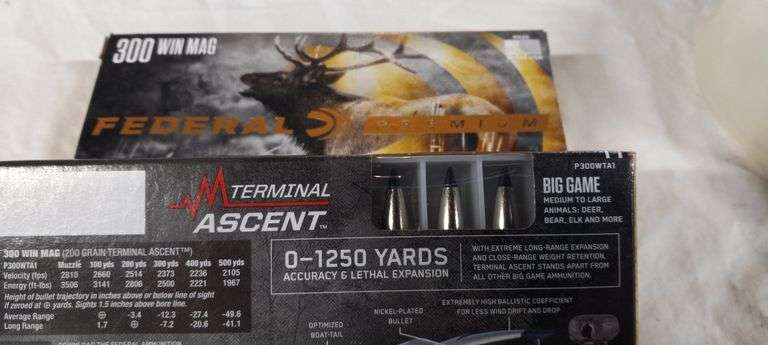 300 WIN MAG
FEDERAL PREMIUM
P300WTA1
TERMINAL
ASCENT™
BIG GAME
MEDIUM TO LARGE
ANIMALS: DEER,
BEAR, ELK AND MORE
300 WIN MAG (200 GRAIN TERMINAL ASCENT™)
P300WTA1 Muzzle 100 yds 200 yds 300 yds 400 yds 500 yds
Velocity (fps) 2810 2660 2514 2373 2236 2105
Energy (ft-lbs) 3506 3141 2806 2500 2221 1967
Height of bullet trajectory in inches above or below line of sight
if zeroed at ⊕ yards. Sights 1.5 inches above bore line.
Average Range ⊕ -3.4 -12.3 -27.4 -49.6
Long Range 1.7 ⊕ -7.2 -20.6 -41.1
0–1250 YARDS
ACCURACY & LETHAL EXPANSION
WITH EXTREME LONG-RANGE EXPANSION
AND CLOSE-RANGE WEIGHT RETENTION,
TERMINAL ASCENT STANDS APART FROM
ALL OTHER BIG GAME AMMUNITION.
OPTIMIZED
BOAT-TAIL
NICKEL-PLATED
BULLET
EXTREMELY HIGH BALLISTIC COEFFICIENT
FOR LESS WIND DRIFT AND DROP
DOWNLOAD THE FEDERAL AMMUNITION